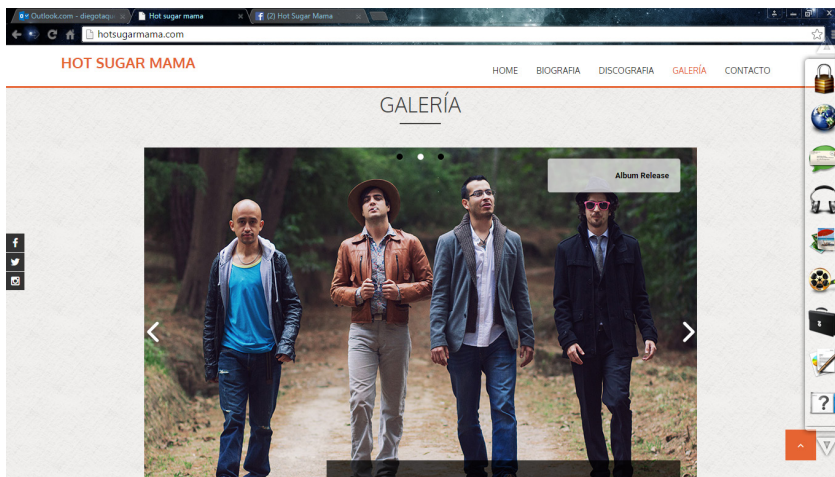 Outlook.com - diegotaqu
Hot sugar mama
(2) Hot Sugar Mama
hotsugarmama.com
HOT SUGAR MAMA
HOME BIOGRAFIA DISCOGRAFIA GALERÍA CONTACTO
GALERÍA
Album Release